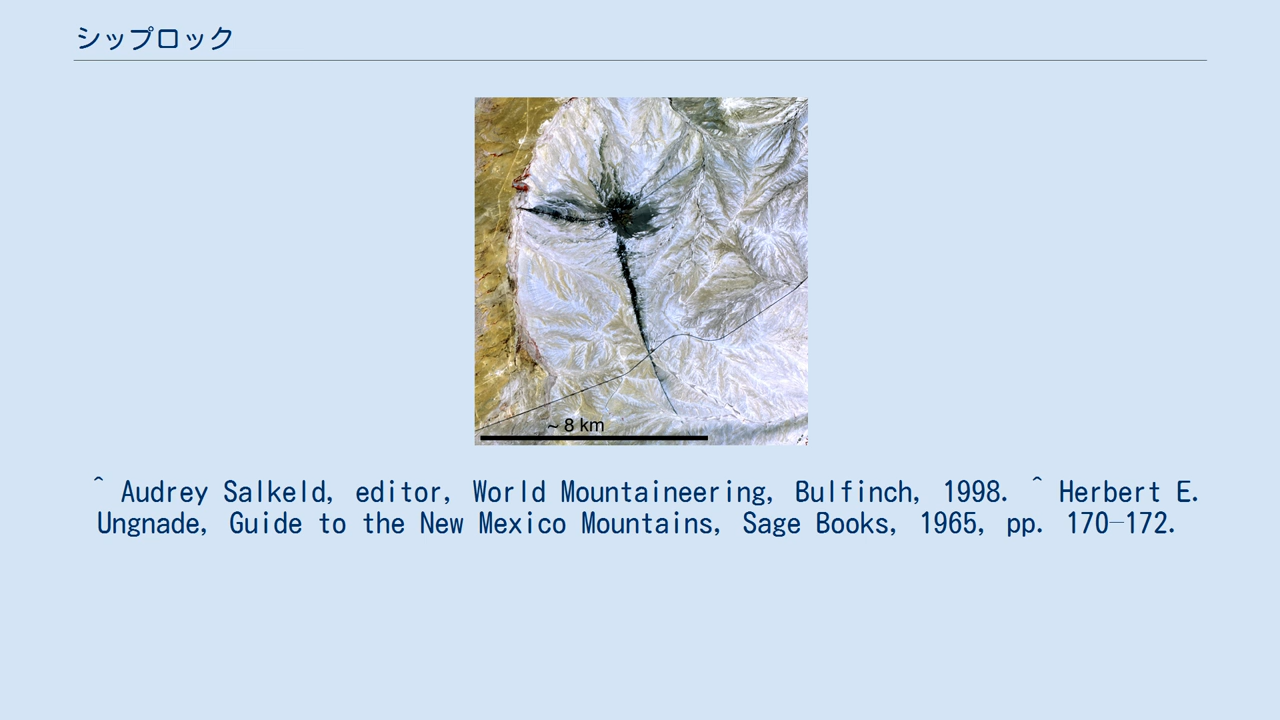 シップロック
~ 8 km
^ Audrey Salkeld, editor, World Mountaineering, Bulfinch, 1998. ^ Herbert E.
Ungnade, Guide to the New Mexico Mountains, Sage Books, 1965, pp. 170–172.